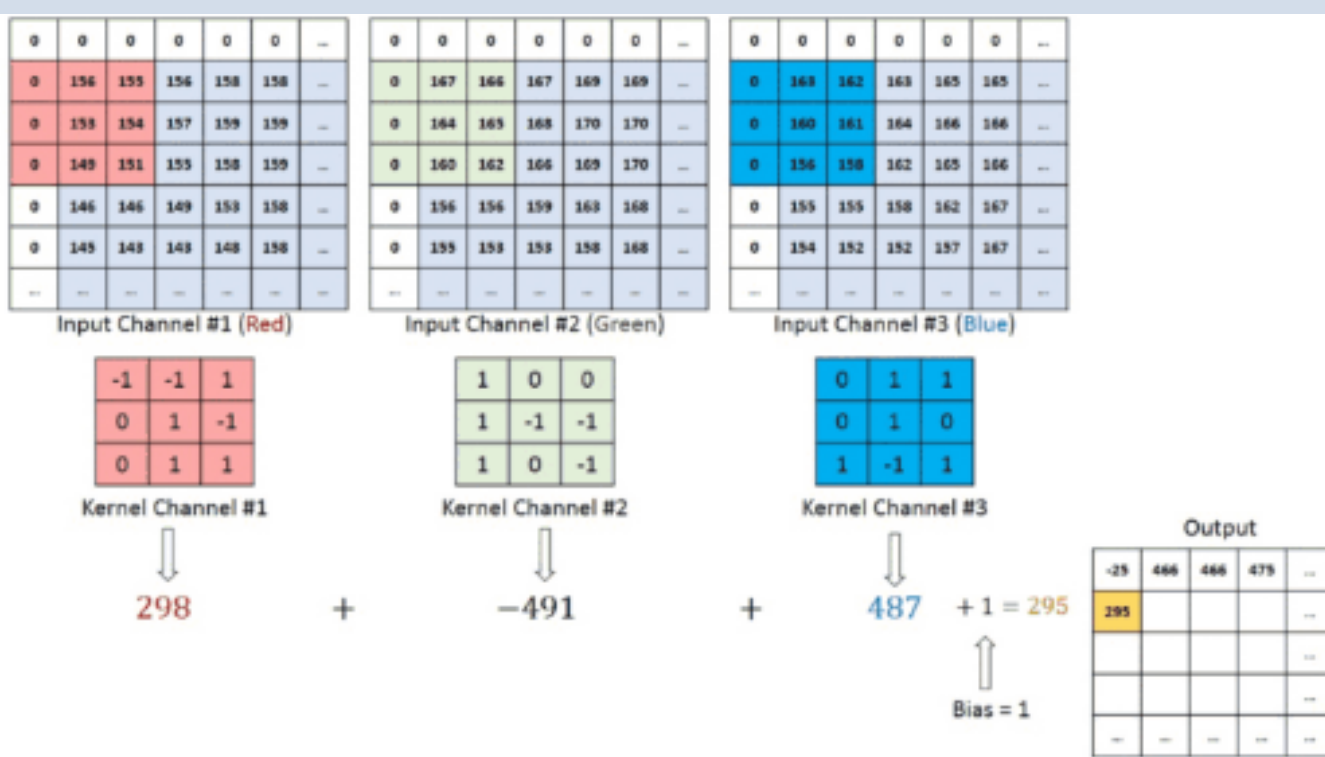 0 0 0 0 0 0 ... 0 0 0 0 0 0 ... 0 0 0 0 0 0 ...
0 156 155 156 158 158 ... 0 167 166 167 169 169 ... 0 163 162 163 165 165 ...
0 153 154 157 159 159 ... 0 164 165 168 170 170 ... 0 160 161 164 166 166 ...
0 149 151 155 158 159 ... 0 160 162 166 169 170 ... 0 156 158 162 165 166 ...
0 146 146 149 153 158 ... 0 156 156 159 163 168 ... 0 155 155 158 162 167 ...
0 145 143 143 148 158 ... 0 155 153 153 158 168 ... 0 154 152 152 157 167 ...
... ... ... ... ... ... ... ... ... ... ... ... ... ... ... ... ... ... ... ... ...
Input Channel #1 (Red) Input Channel #2 (Green) Input Channel #3 (Blue)
-1 -1 1 1 0 0 0 1 1
0 1 -1 1 -1 -1 0 1 0
0 1 1 1 0 -1 1 -1 1
Kernel Channel #1 Kernel Channel #2 Kernel Channel #3
Output
-25 466 466 475 ...
298 + −491 + 487 + 1 = 295
295 ...
...
...
Bias = 1
... ... ... ... ...